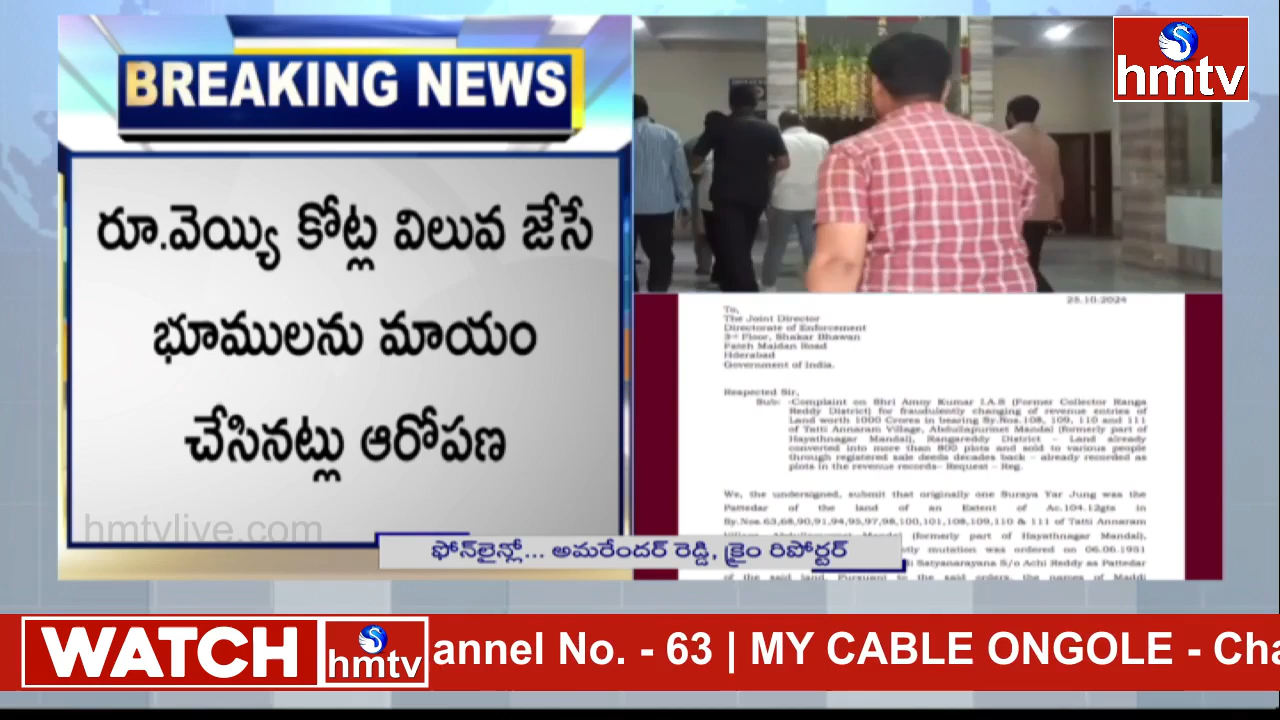 BREAKING NEWS
రూ.వెయ్యి కోట్ల విలువ జేసే
భూములను మాయం
చేసినట్లు ఆరోపణ
hmtvlive.com
hmtv
25.10.2024
To,
The Joint Director
Directorate of Enforcement
3rd Floor, Shakar Bhawan
Fateh Maidan Road
Hderabad
Government of India.
Respected Sir,
Sub: -Complaint on Shri Amoy Kumar I.A.S (Former Collector Ranga
Reddy District) for fraudulently changing of revenue entries of
Land worth 1000 Crores in bearing Sy.Nos.108, 109, 110 and 111
of Tatti Annaram Village, Abdullapurmet Mandal (formerly part of
Hayathnagar Mandal), Rangareddy District – Land already
converted into more than 800 plots and sold to various people
through registered sale deeds decades back – already recorded as
plots in the revenue records– Request – Reg.
We, the undersigned, submit that originally one Suraya Yar Jung was the
Pattedar of the land of an Extent of Ac.104.12gts in
Sy.Nos.63,68,90,91,94,95,97,98,100,101,108,109,110 & 111 of Tatti Annaram
(formerly part of Hayathnagar Mandal),
mutation was ordered on 06.06.1981
Satyanarayana S/o Achi Reddy as Pattedar
of the said land. Pursuant to the said orders, the names of Maddi
ఫోన్‌లైన్లో... అమరేందర్ రెడ్డి, క్రైం రిపోర్టర్
WATCH hmtv annel No. - 63 | MY CABLE ONGOLE - Cha